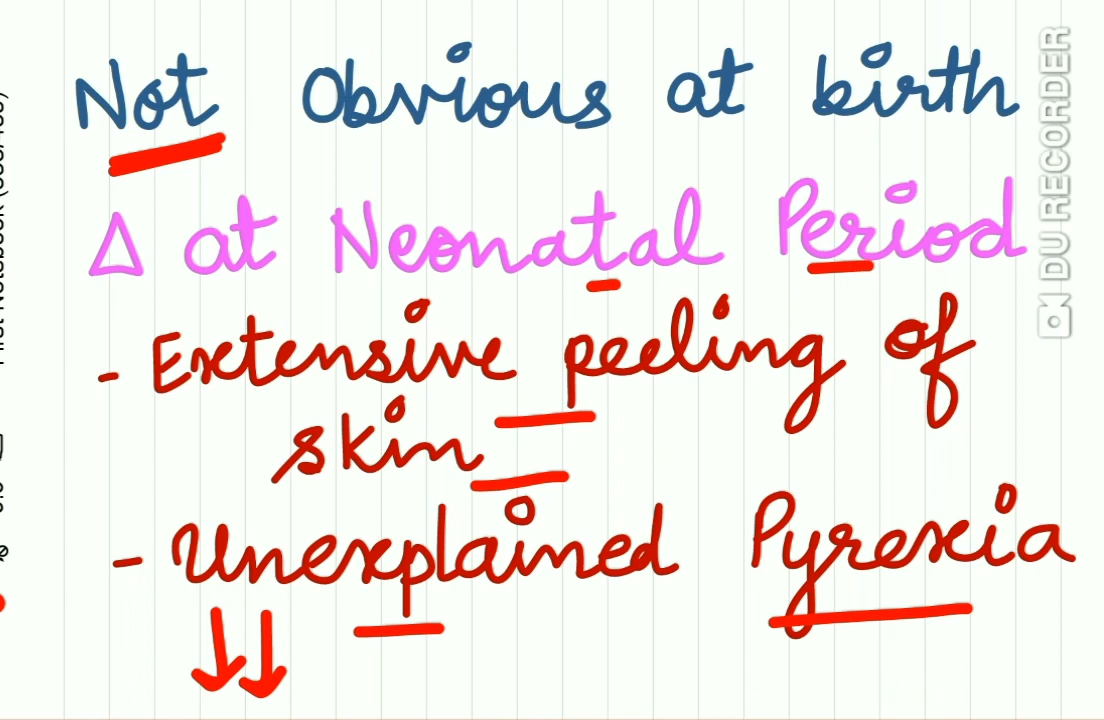 Not Obvious at birth
Δ at Neonatal Period
- Extensive peeling of
skin
- Unexplained Pyrexia
DU RECORDER